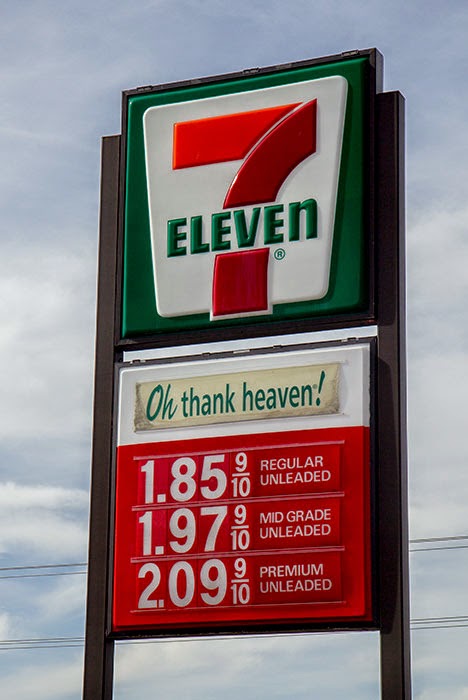 7
ELEVEn
®
Oh thank heaven!
1.85 9/10 REGULAR
UNLEADED
1.97 9/10 MID GRADE
UNLEADED
2.09 9/10 PREMIUM
UNLEADED